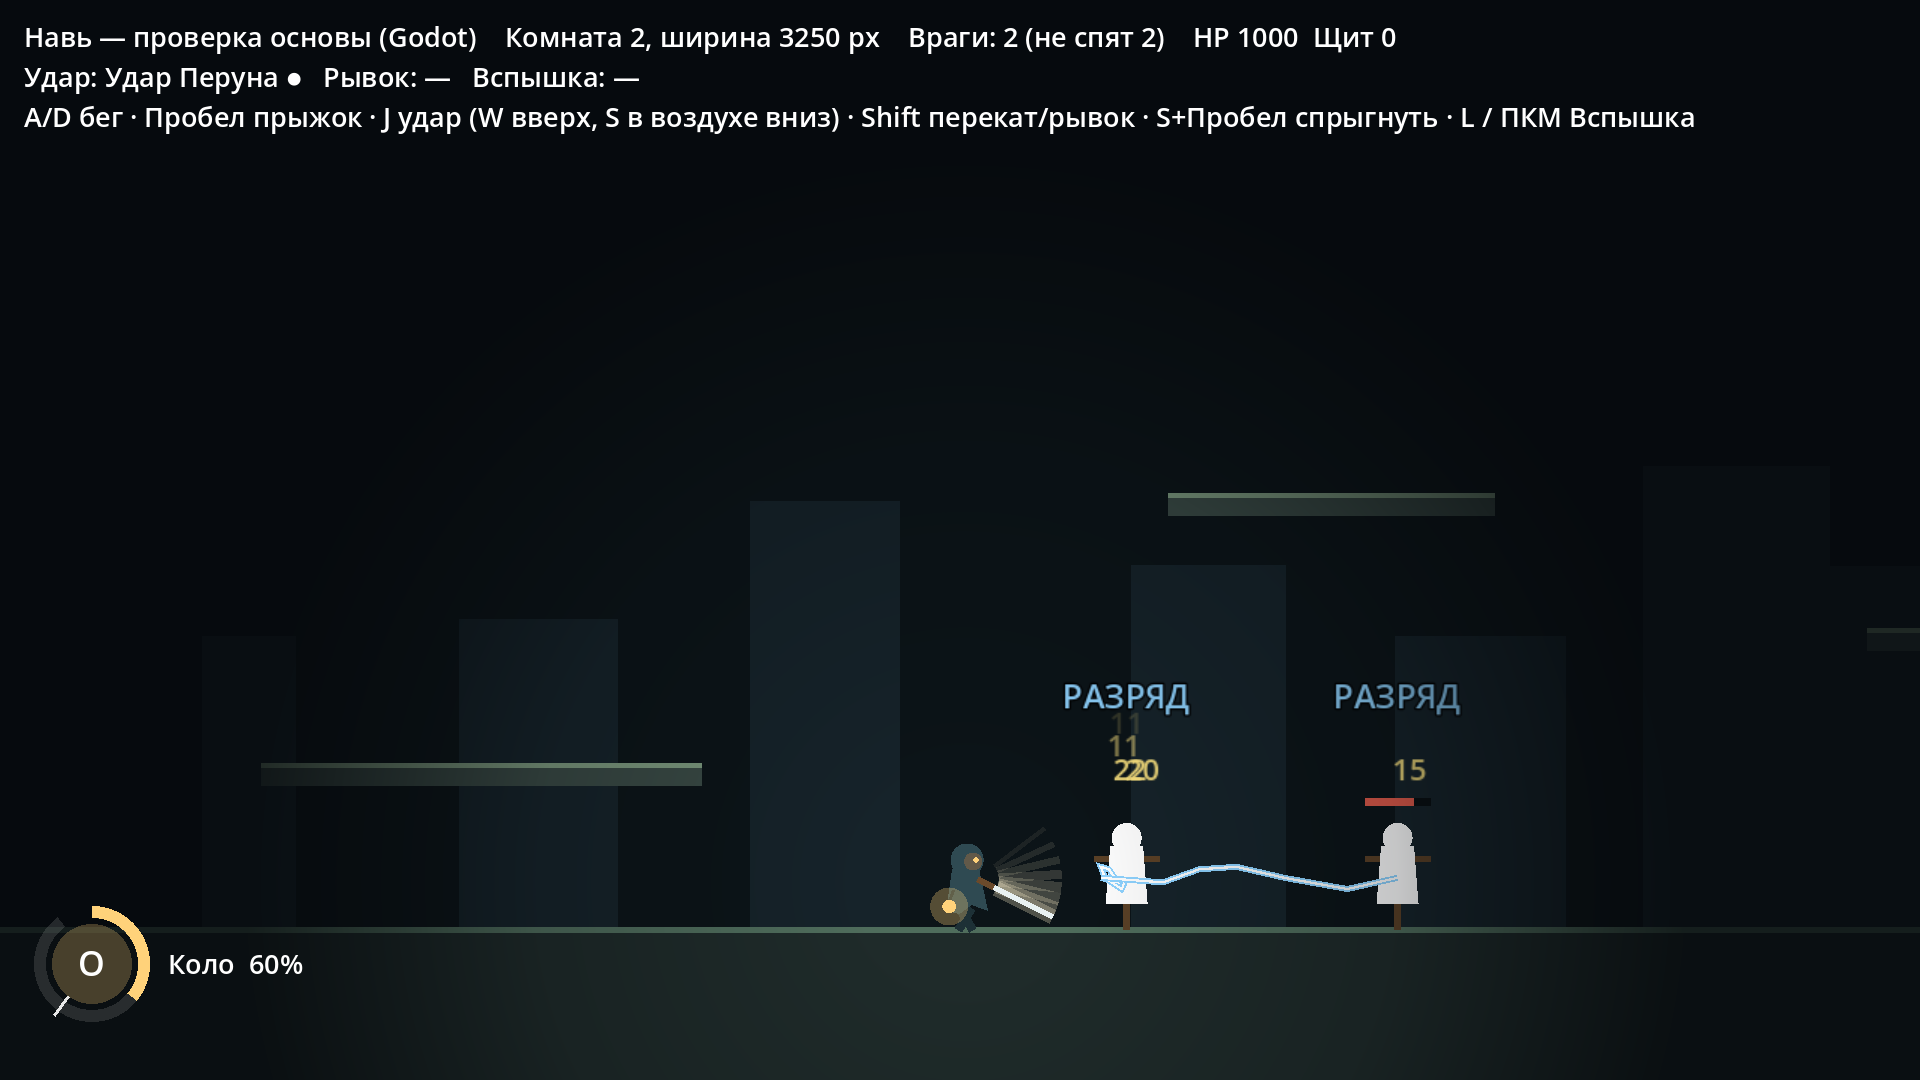 Навь — проверка основы (Godot) Комната 2, ширина 3250 px Враги: 2 (не спят 2) HP 1000 Щит 0
Удар: Удар Перуна ● Рывок: — Вспышка: —
A/D бег · Пробел прыжок · J удар (W вверх, S в воздухе вниз) · Shift перекат/рывок · S+Пробел спрыгнуть · L / ПКМ Вспышка
РАЗРЯД РАЗРЯД
11
11
20 15
О Коло 60%